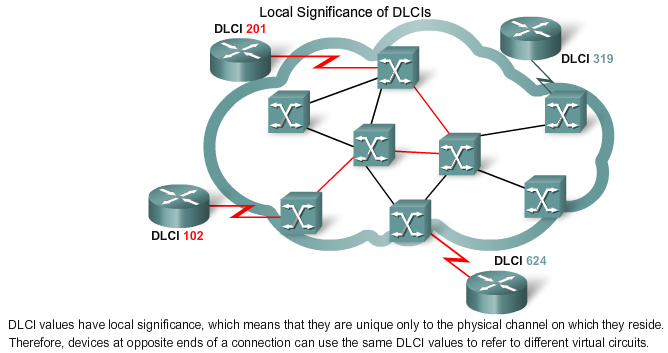 Local Significance of DLCIs
DLCI 201
DLCI 319
DLCI 102
DLCI 624
DLCI values have local significance, which means that they are unique only to the physical channel on which they reside.
Therefore, devices at opposite ends of a connection can use the same DLCI values to refer to different virtual circuits.